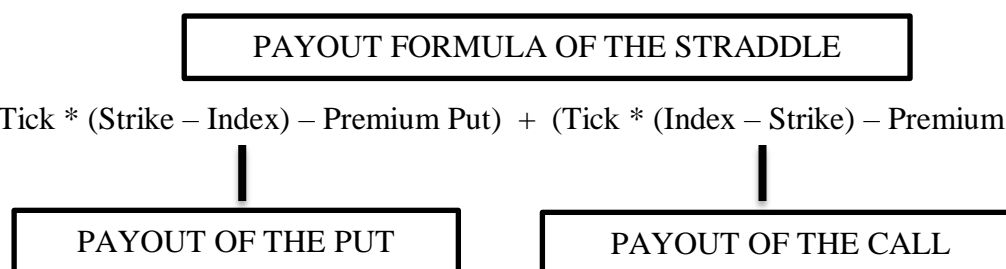 PAYOUT FORMULA OF THE STRADDLE
Tick * (Strike – Index) – Premium Put) + (Tick * (Index – Strike) – Premium
PAYOUT OF THE PUT
PAYOUT OF THE CALL